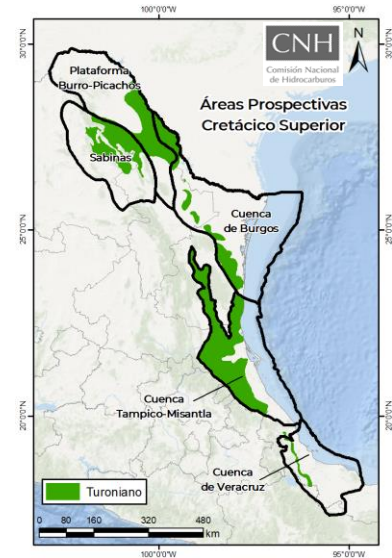 100°0'0"W
95°0'0"W
30°0'0"N
30°0'0"N
CNH
Comisión Nacional
de Hidrocarburos
N
Áreas Prospectivas
Cretácico Superior
Plataforma
Burro-Picachos
Sabinas
Cuenca
de Burgos
25°0'0"N
25°0'0"N
Cuenca
Tampico-Misantla
20°0'0"N
20°0'0"N
Cuenca
de Veracruz
Turoniano
0 80 160 320 480
km
100°0'0"W
95°0'0"W